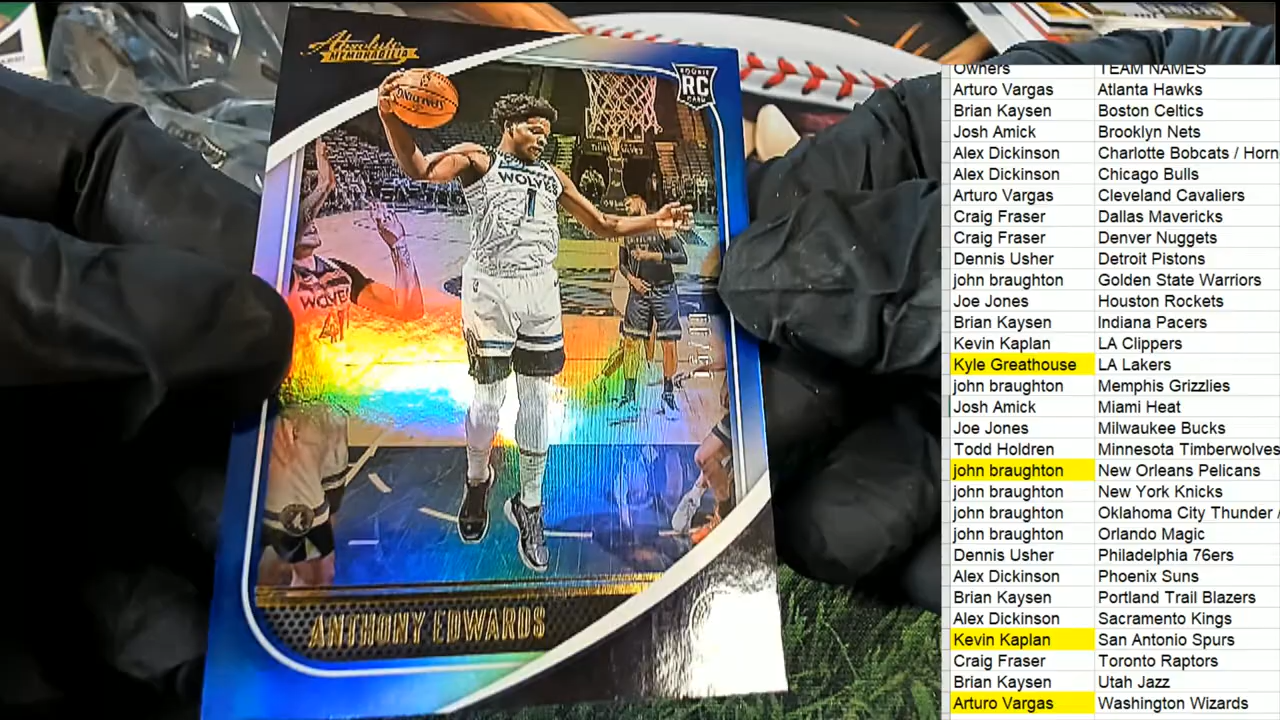 Absolute
MEMORABILIA
ROOKIE
RC
CARD
SPALDING
WOLVES
1
WOLVES
ANTHONY EDWARDS
Owners TEAM NAMES
Arturo Vargas Atlanta Hawks
Brian Kaysen Boston Celtics
Josh Amick Brooklyn Nets
Alex Dickinson Charlotte Bobcats / Horn
Alex Dickinson Chicago Bulls
Arturo Vargas Cleveland Cavaliers
Craig Fraser Dallas Mavericks
Craig Fraser Denver Nuggets
Dennis Usher Detroit Pistons
john braughton Golden State Warriors
Joe Jones Houston Rockets
Brian Kaysen Indiana Pacers
Kevin Kaplan LA Clippers
Kyle Greathouse LA Lakers
john braughton Memphis Grizzlies
Josh Amick Miami Heat
Joe Jones Milwaukee Bucks
Todd Holdren Minnesota Timberwolves
john braughton New Orleans Pelicans
john braughton New York Knicks
john braughton Oklahoma City Thunder /
john braughton Orlando Magic
Dennis Usher Philadelphia 76ers
Alex Dickinson Phoenix Suns
Brian Kaysen Portland Trail Blazers
Alex Dickinson Sacramento Kings
Kevin Kaplan San Antonio Spurs
Craig Fraser Toronto Raptors
Brian Kaysen Utah Jazz
Arturo Vargas Washington Wizards